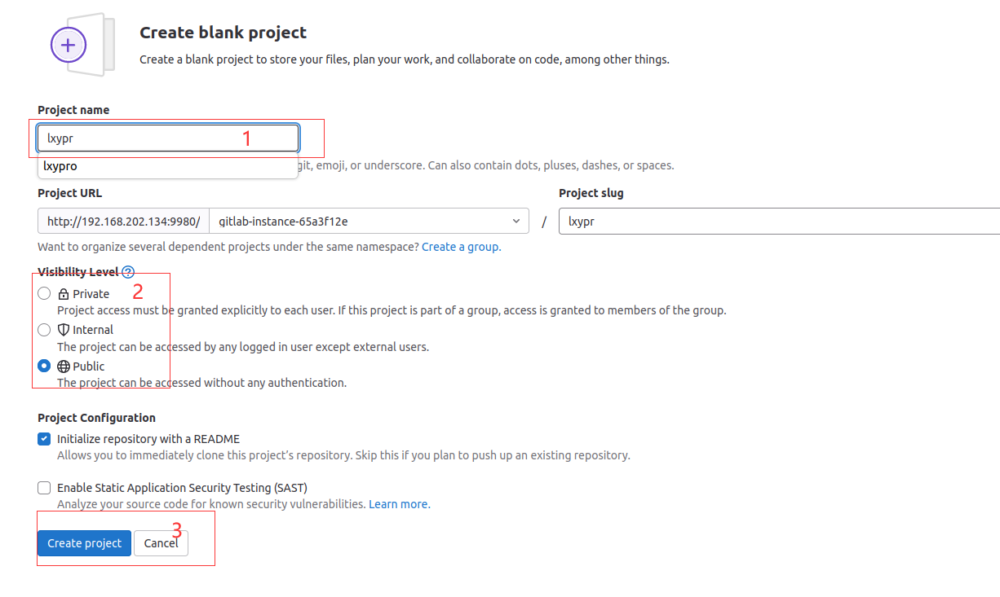 Create blank project
Create a blank project to store your files, plan your work, and collaborate on code, among other things.
Project name
lxypr 1
lxypro
git, emoji, or underscore. Can also contain dots, pluses, dashes, or spaces.
Project URL
Project slug
http://192.168.202.134:9980/ gitlab-instance-65a3f12e / lxypr
Want to organize several dependent projects under the same namespace? Create a group.
Visibility Level ?
Private 2
Project access must be granted explicitly to each user. If this project is part of a group, access is granted to members of the group.
Internal
The project can be accessed by any logged in user except external users.
Public
The project can be accessed without any authentication.
Project Configuration
Initialize repository with a README
Allows you to immediately clone this project’s repository. Skip this if you plan to push up an existing repository.
Enable Static Application Security Testing (SAST)
Analyze your source code for known security vulnerabilities. Learn more.
3
Create project Cancel